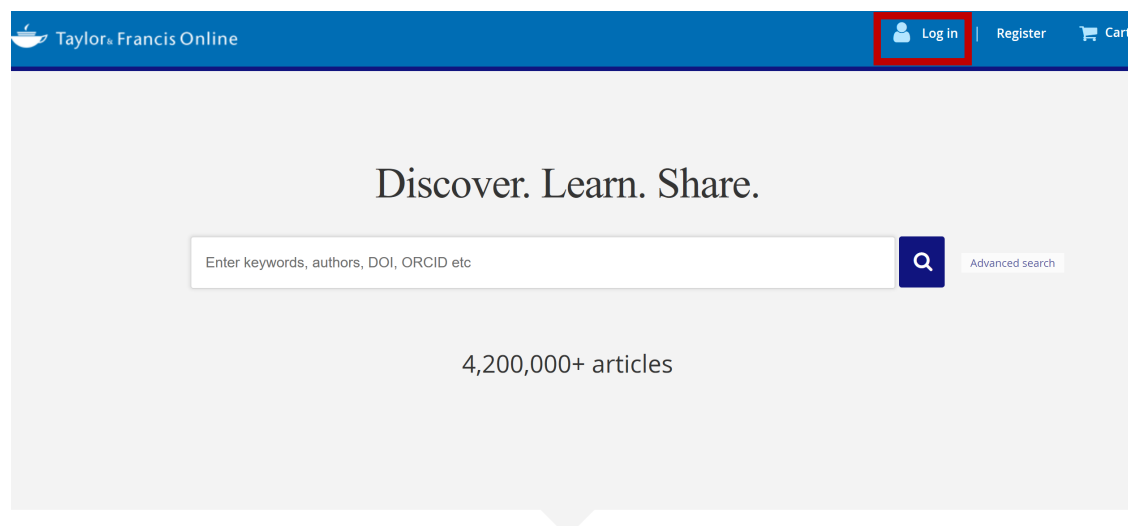 Taylor & Francis Online
Log in | Register Cart
Discover. Learn. Share.
Enter keywords, authors, DOI, ORCID etc
Advanced search
4,200,000+ articles